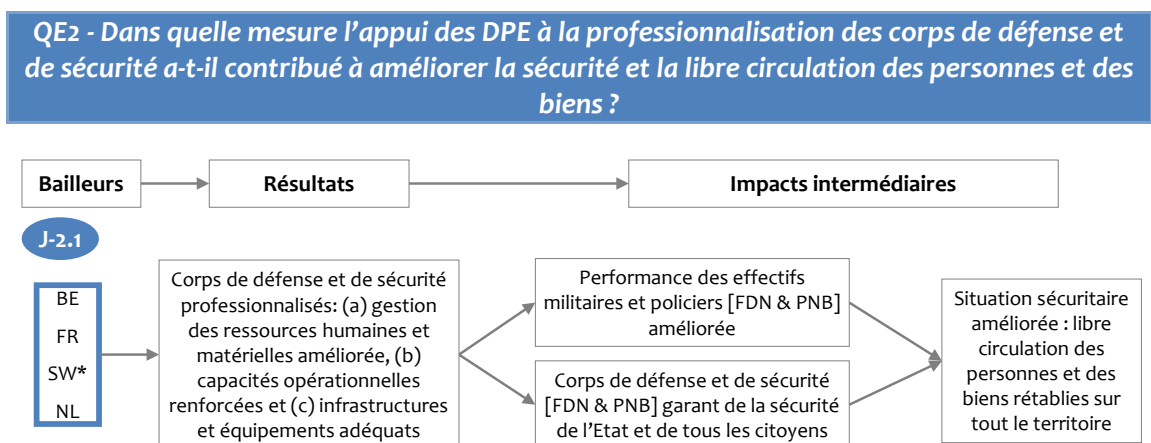 QE2 - Dans quelle mesure l’appui des DPE à la professionnalisation des corps de défense et
de sécurité a-t-il contribué à améliorer la sécurité et la libre circulation des personnes et des
biens ?
Bailleurs
Résultats
Impacts intermédiaires
J-2.1
BE
FR
SW*
NL
Corps de défense et de sécurité
professionnalisés: (a) gestion
des ressources humaines et
matérielles améliorée, (b)
capacités opérationnelles
renforcées et (c) infrastructures
et équipements adéquats
Performance des effectifs
militaires et policiers [FDN & PNB]
améliorée
Corps de défense et de sécurité
[FDN & PNB] garant de la sécurité
de l’Etat et de tous les citoyens
Situation sécuritaire
améliorée : libre
circulation des
personnes et des
biens rétablies sur
tout le territoire